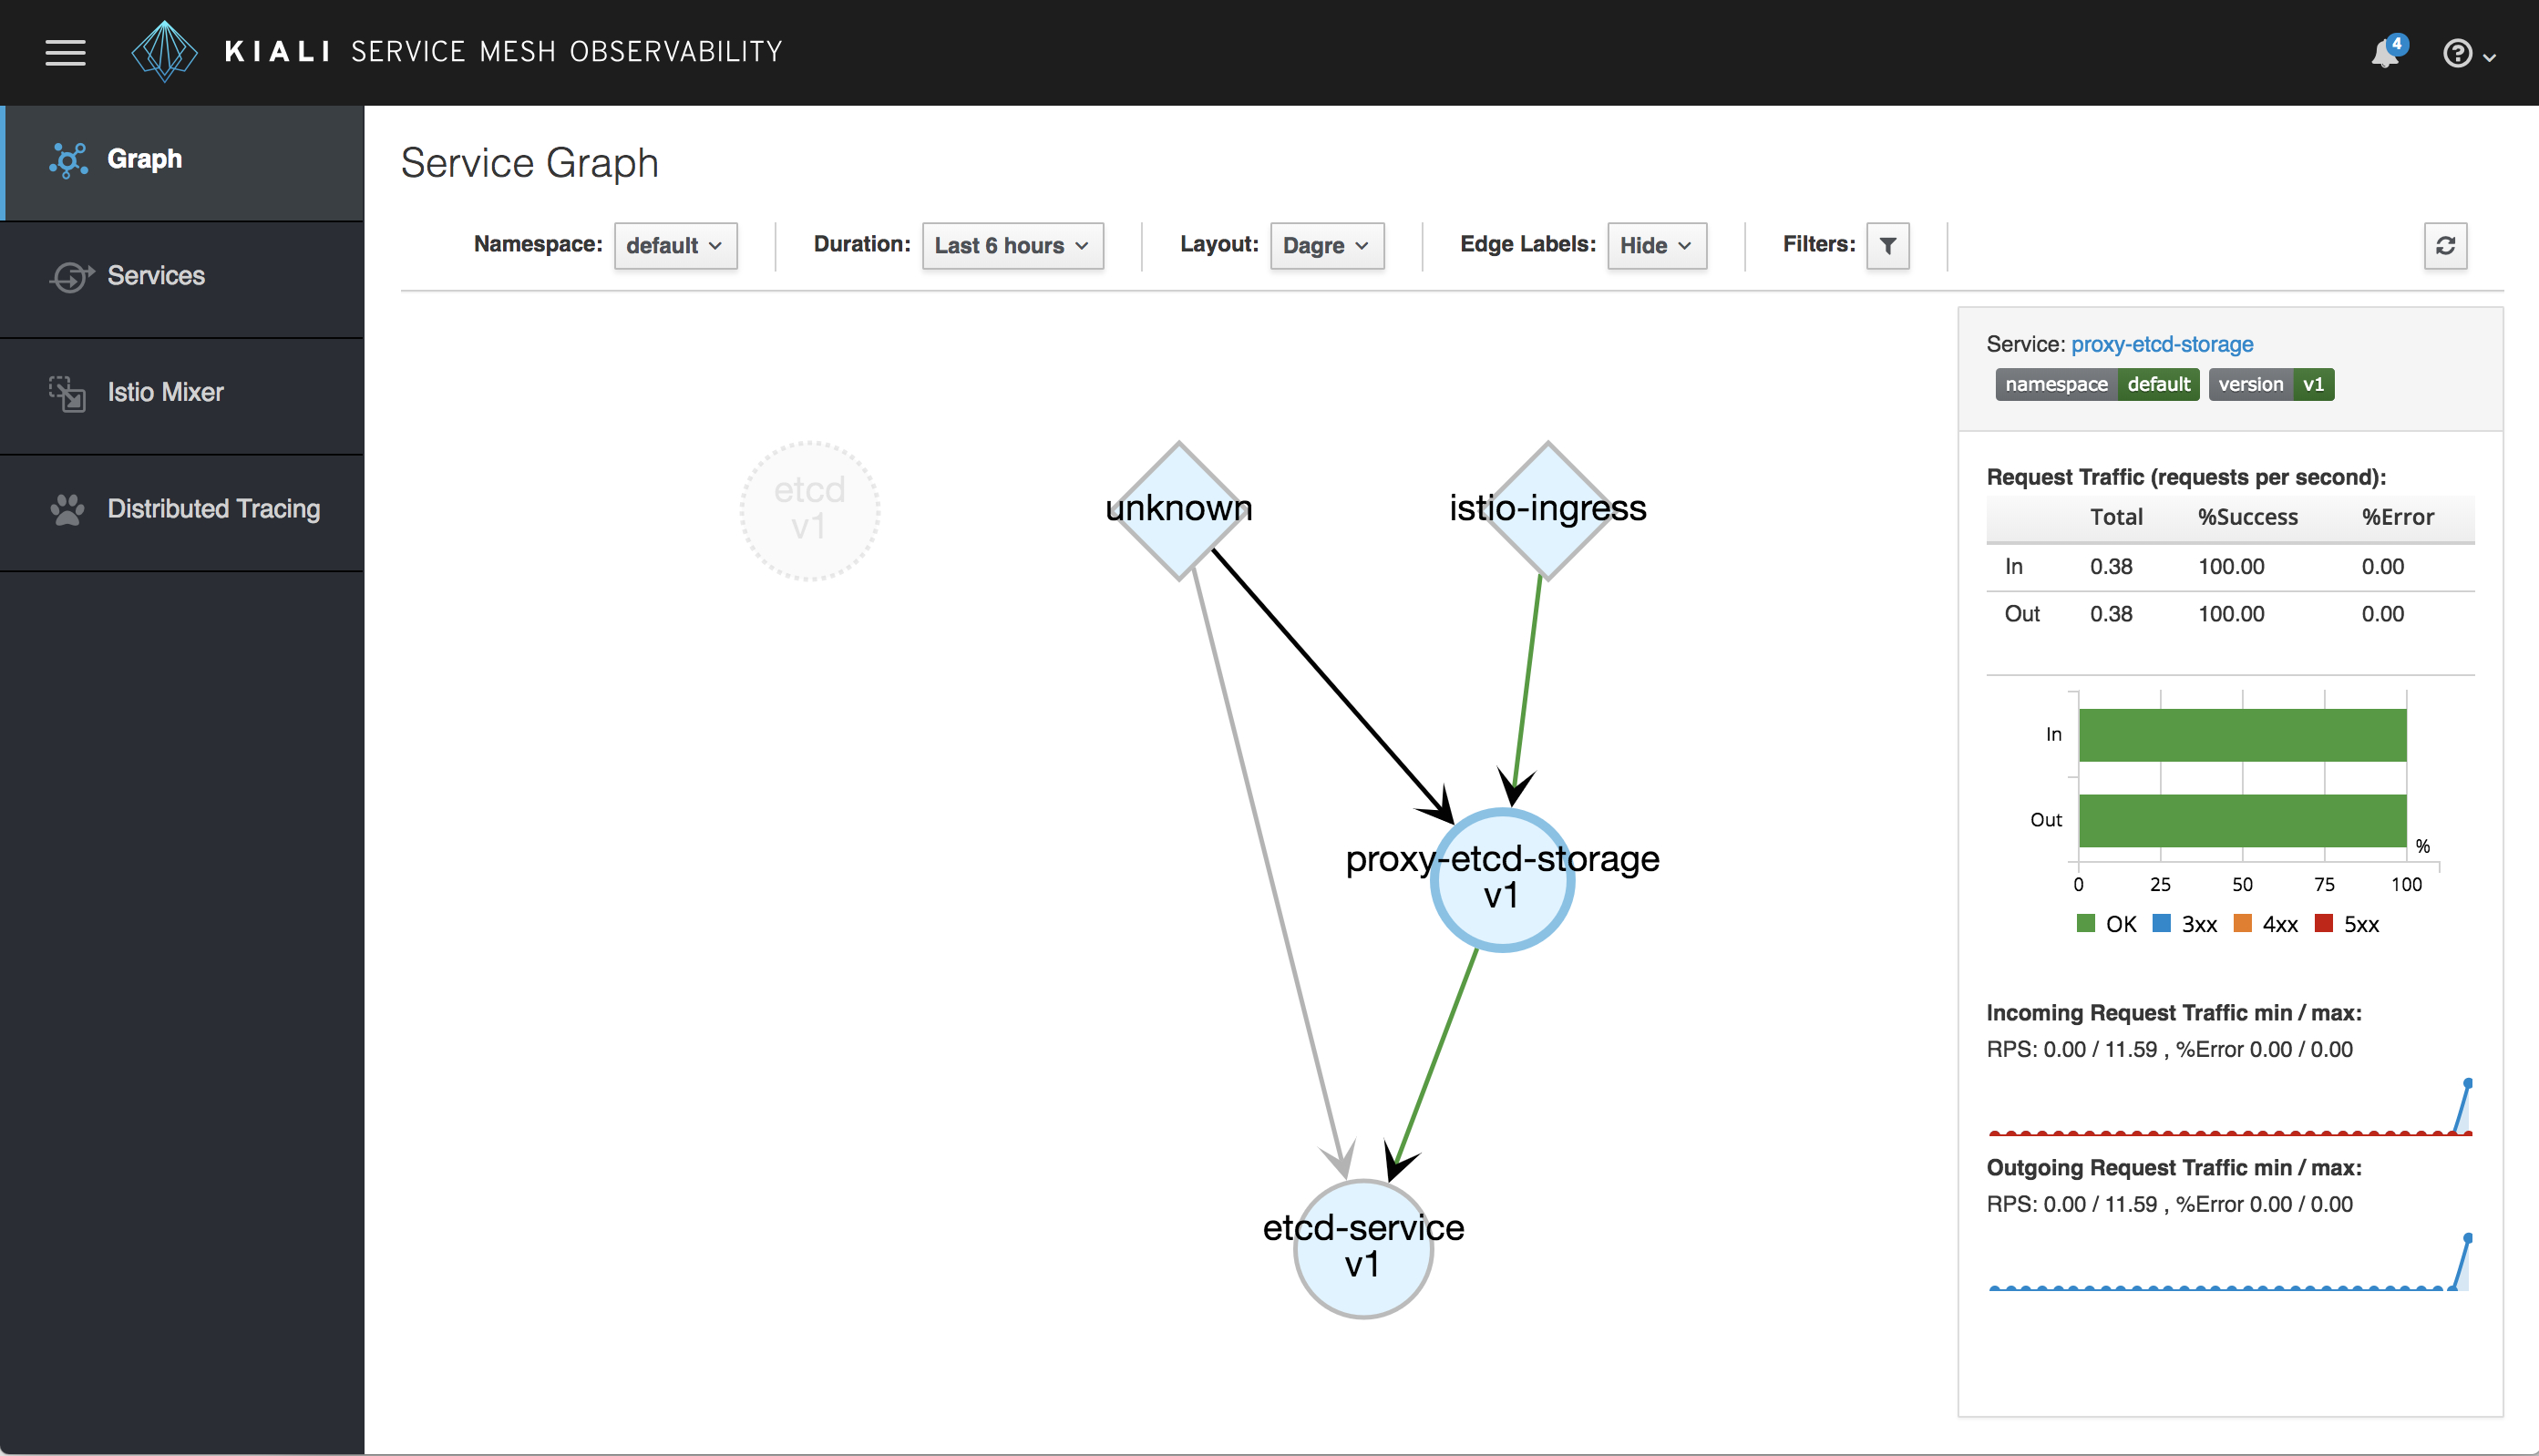 KIALI SERVICE MESH OBSERVABILITY
4
Graph
Services
Istio Mixer
Distributed Tracing
Service Graph
Namespace: default
Duration: Last 6 hours
Layout: Dagre
Edge Labels: Hide
Filters:
etcd
v1
unknown
istio-ingress
proxy-etcd-storage
v1
etcd-service
v1
Service: proxy-etcd-storage
namespace default version v1
Request Traffic (requests per second):
Total %Success %Error
In 0.38 100.00 0.00
Out 0.38 100.00 0.00
In
Out
%
0 25 50 75 100
OK 3xx 4xx 5xx
Incoming Request Traffic min / max:
RPS: 0.00 / 11.59 , %Error 0.00 / 0.00
Outgoing Request Traffic min / max:
RPS: 0.00 / 11.59 , %Error 0.00 / 0.00